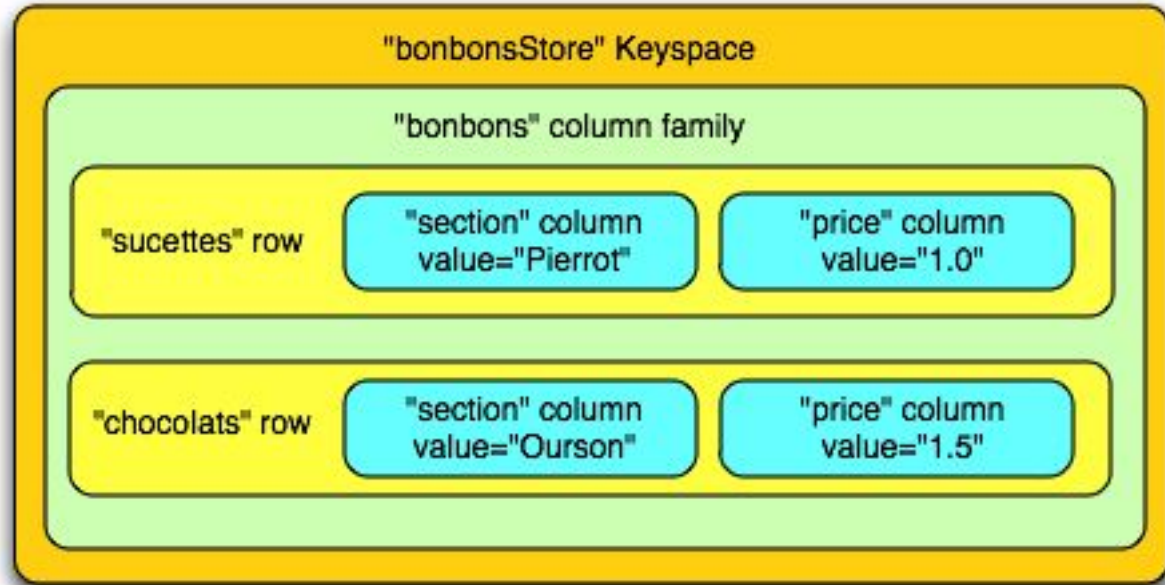 "bonbonsStore" Keyspace
"bonbons" column family
"sucettes" row
"section" column
value="Pierrot"
"price" column
value="1.0"
"chocolats" row
"section" column
value="Ourson"
"price" column
value="1.5"